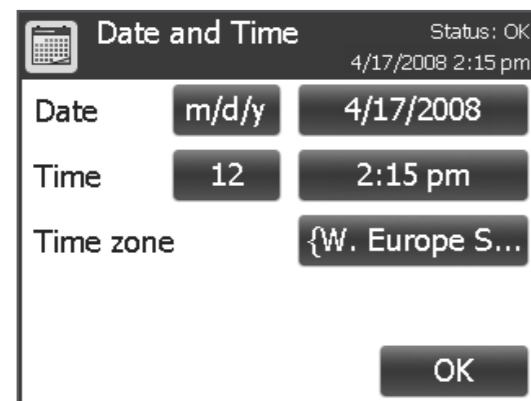 Date and Time
Status: OK
4/17/2008 2:15 pm
Date m/d/y 4/17/2008
Time 12 2:15 pm
Time zone {W. Europe S...
OK